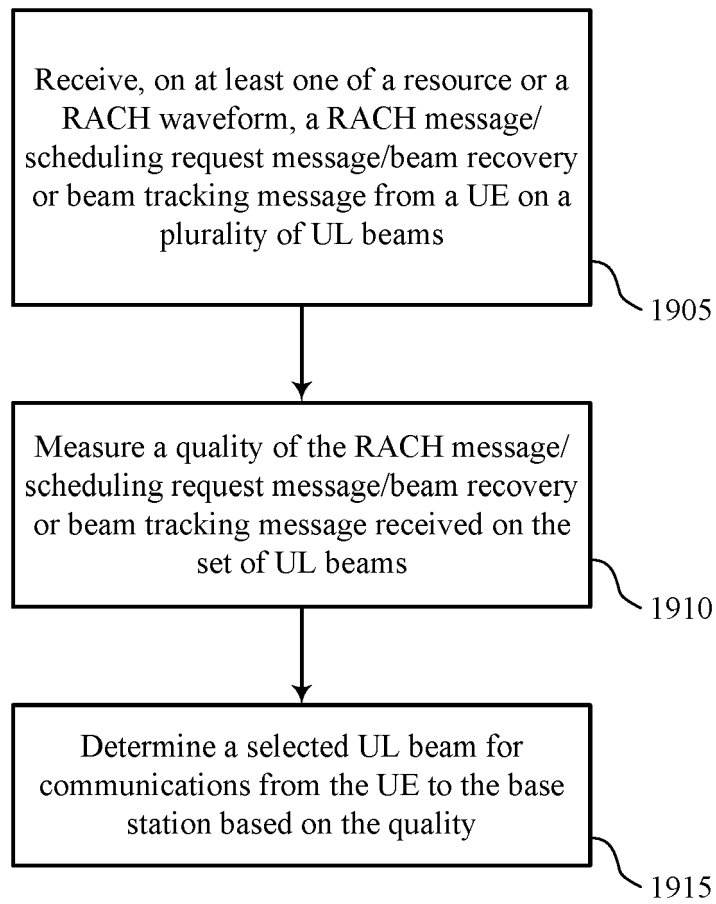 Receive, on at least one of a resource or a
RACH waveform, a RACH message/
scheduling request message/beam recovery
or beam tracking message from a UE on a
plurality of UL beams
1905
Measure a quality of the RACH message/
scheduling request message/beam recovery
or beam tracking message received on the
set of UL beams
1910
Determine a selected UL beam for
communications from the UE to the base
station based on the quality
1915